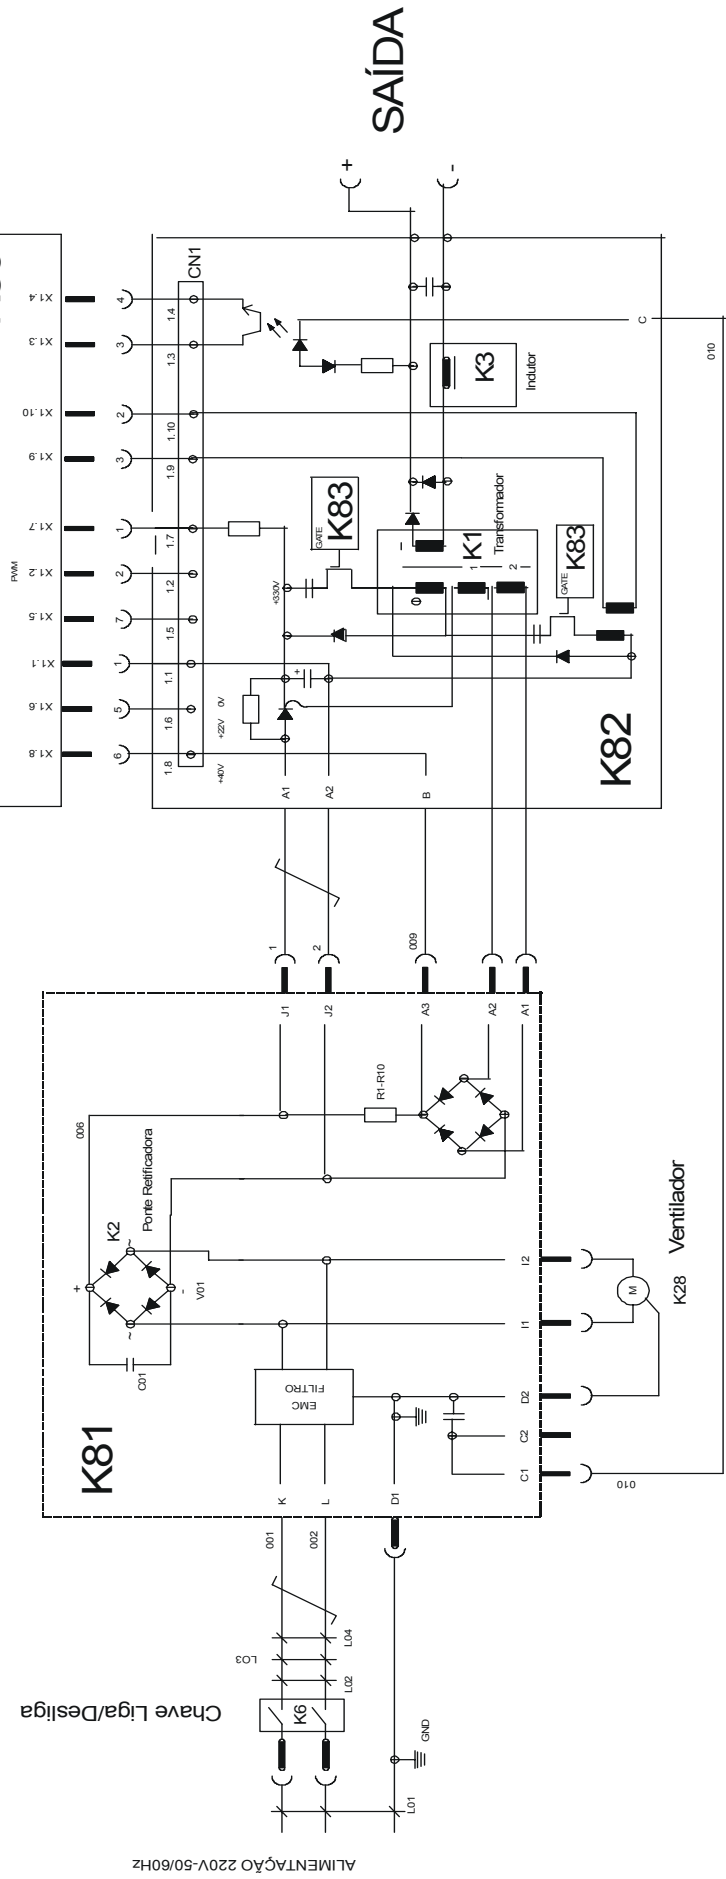 SAÍDA
+
-
X1.4
X1.3
X1.10
X1.9
X1.7
X1.2
X1.5
X1.1
X1.6
X1.8
PWM
4
3
2
3
1
2
7
1
5
6
CN1
1.4
1.3
1.10
1.9
1.7
1.2
1.5
1.1
1.6
1.8
+330V
0V
+22V
+40V
GATE
K83
GATE
K83
K1
Transformador
1
2
K3
Indutor
K82
A1
A2
B
C
010
+
1
2
009
J1
J2
A3
A2
A1
R1-R10
006
Ponte Retificadora
K2
+
-
~
~
V01
C01
K81
EMC
FILTRO
K
L
D1
I2
I1
D2
C2
C1
M
K28
Ventilador
010
001
002
L04
LO3
L02
Chave Liga/Desliga
K6
GND
L01
ALIMENTAÇÃO 220V-50/60Hz